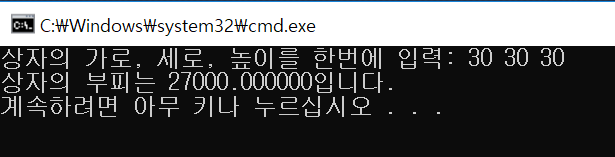 C:₩Windows₩system32₩cmd.exe
상자의 가로, 세로, 높이를 한번에 입력: 30 30 30
상자의 부피는 27000.000000입니다.
계속하려면 아무 키나 누르십시오 . . .